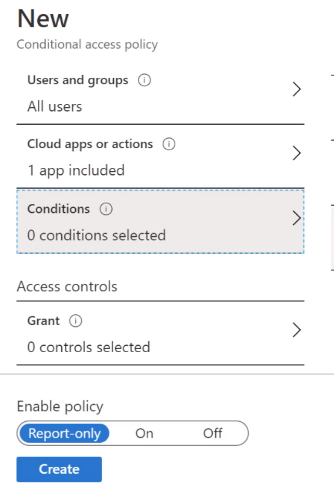 New
Conditional access policy
Users and groups
All users
Cloud apps or actions
1 app included
Conditions
0 conditions selected
Access controls
Grant
0 controls selected
Enable policy
Report-only On Off
Create